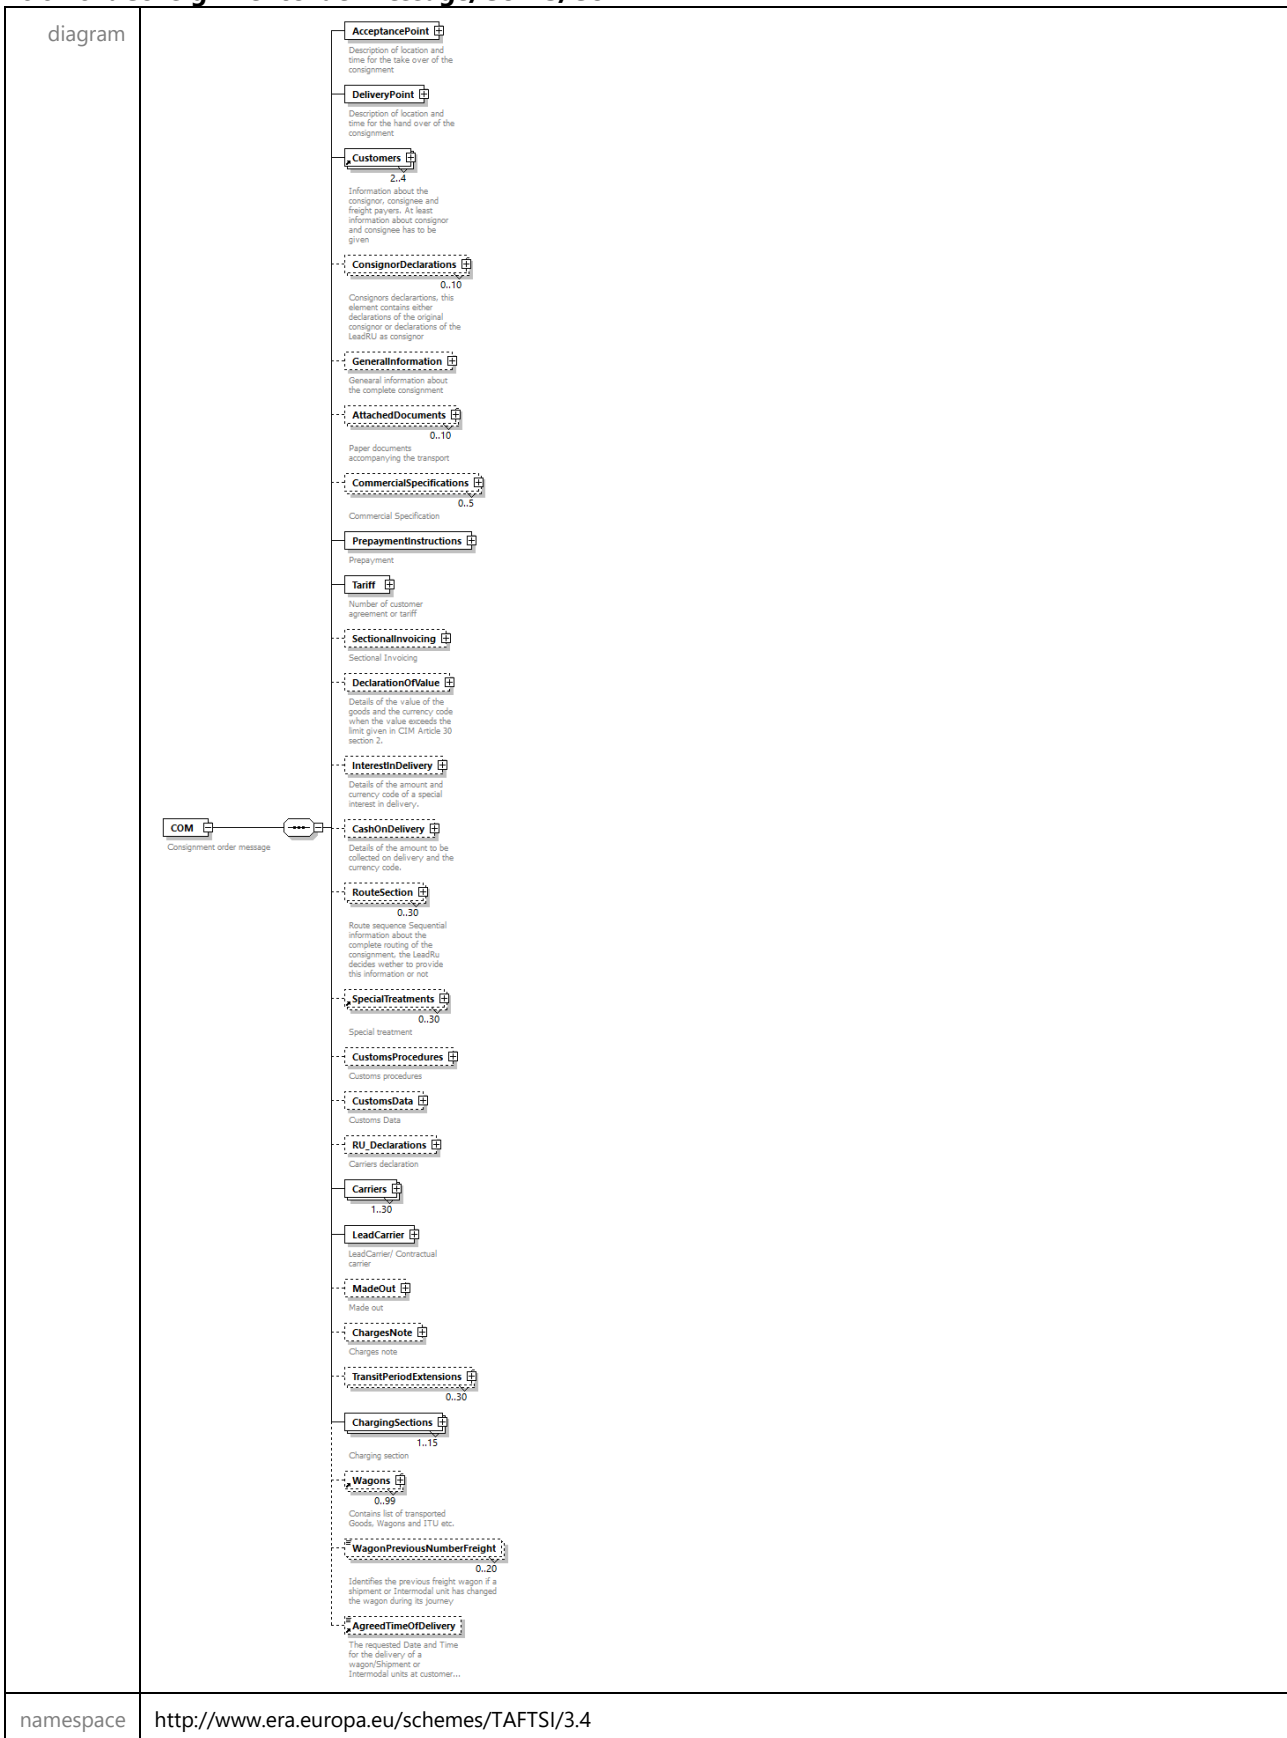 diagram
AcceptancePoint
Description of location and
time for the take over of the
consignment
DeliveryPoint
Description of location and
time for the hand over of the
consignment
Customers
2..4
Information about the
consignor, consignee and
freight payers. At least
information about consignor
and consignee has to be
given
ConsignorDeclarations
0..10
Consignors declarartions, this
element contains either
declarations of the original
consignor or declarations of the
LeadRU as consignor
GeneralInformation
Genearal information about
the complete consignment
AttachedDocuments
0..10
Paper documents
accompanying the transport
CommercialSpecifications
0..5
Commercial Specification
PrepaymentInstructions
Prepayment
Tariff
Number of customer
agreement or tariff
SectionalInvoicing
Sectional Invoicing
DeclarationOfValue
Details of the value of the
goods and the currency code
when the value exceeds the
limit given in CIM Article 30
section 2.
InterestInDelivery
Details of the amount and
currency code of a special
interest in delivery.
COM
Consignment order message
CashOnDelivery
Details of the amount to be
collected on delivery and the
currency code.
RouteSection
0..30
Route sequence Sequential
information about the
complete routing of the
consignment, the LeadRu
decides wether to provide
this information or not
SpecialTreatments
0..30
Special treatment
CustomsProcedures
Customs procedures
CustomsData
Customs Data
RU_Declarations
Carriers declaration
Carriers
1..30
LeadCarrier
LeadCarrier/ Contractual
carrier
MadeOut
Made out
ChargesNote
Charges note
TransitPeriodExtensions
0..30
ChargingSections
1..15
Charging section
Wagons
0..99
Contains list of transported
Goods, Wagons and ITU etc.
WagonPreviousNumberFreight
0..20
Identifies the previous freight wagon if a
shipment or Intermodal unit has changed
the wagon during its journey
AgreedTimeOfDelivery
The requested Date and Time
for the delivery of a
wagon/Shipment or
Intermodal units at customer...
namespace
http://www.era.europa.eu/schemes/TAFTSI/3.4